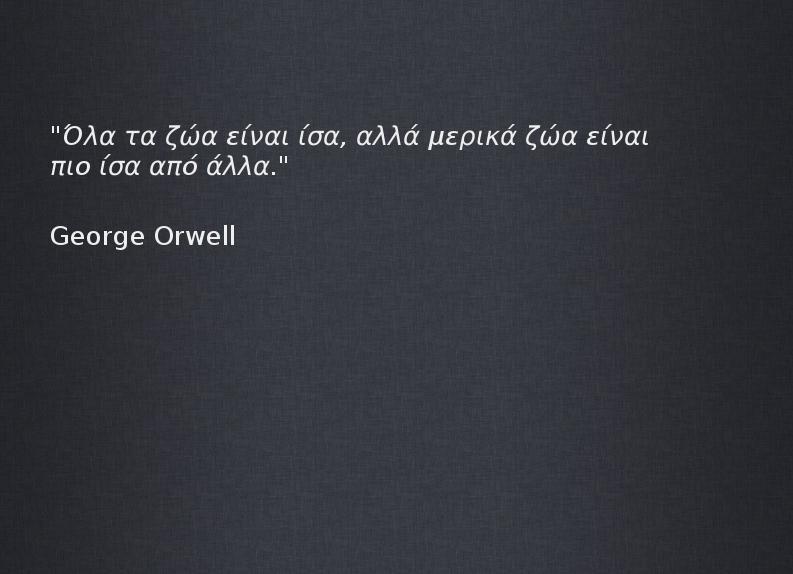 "Όλα τα ζώα είναι ίσα, αλλά μερικά ζώα είναι
πιο ίσα από άλλα."
George Orwell